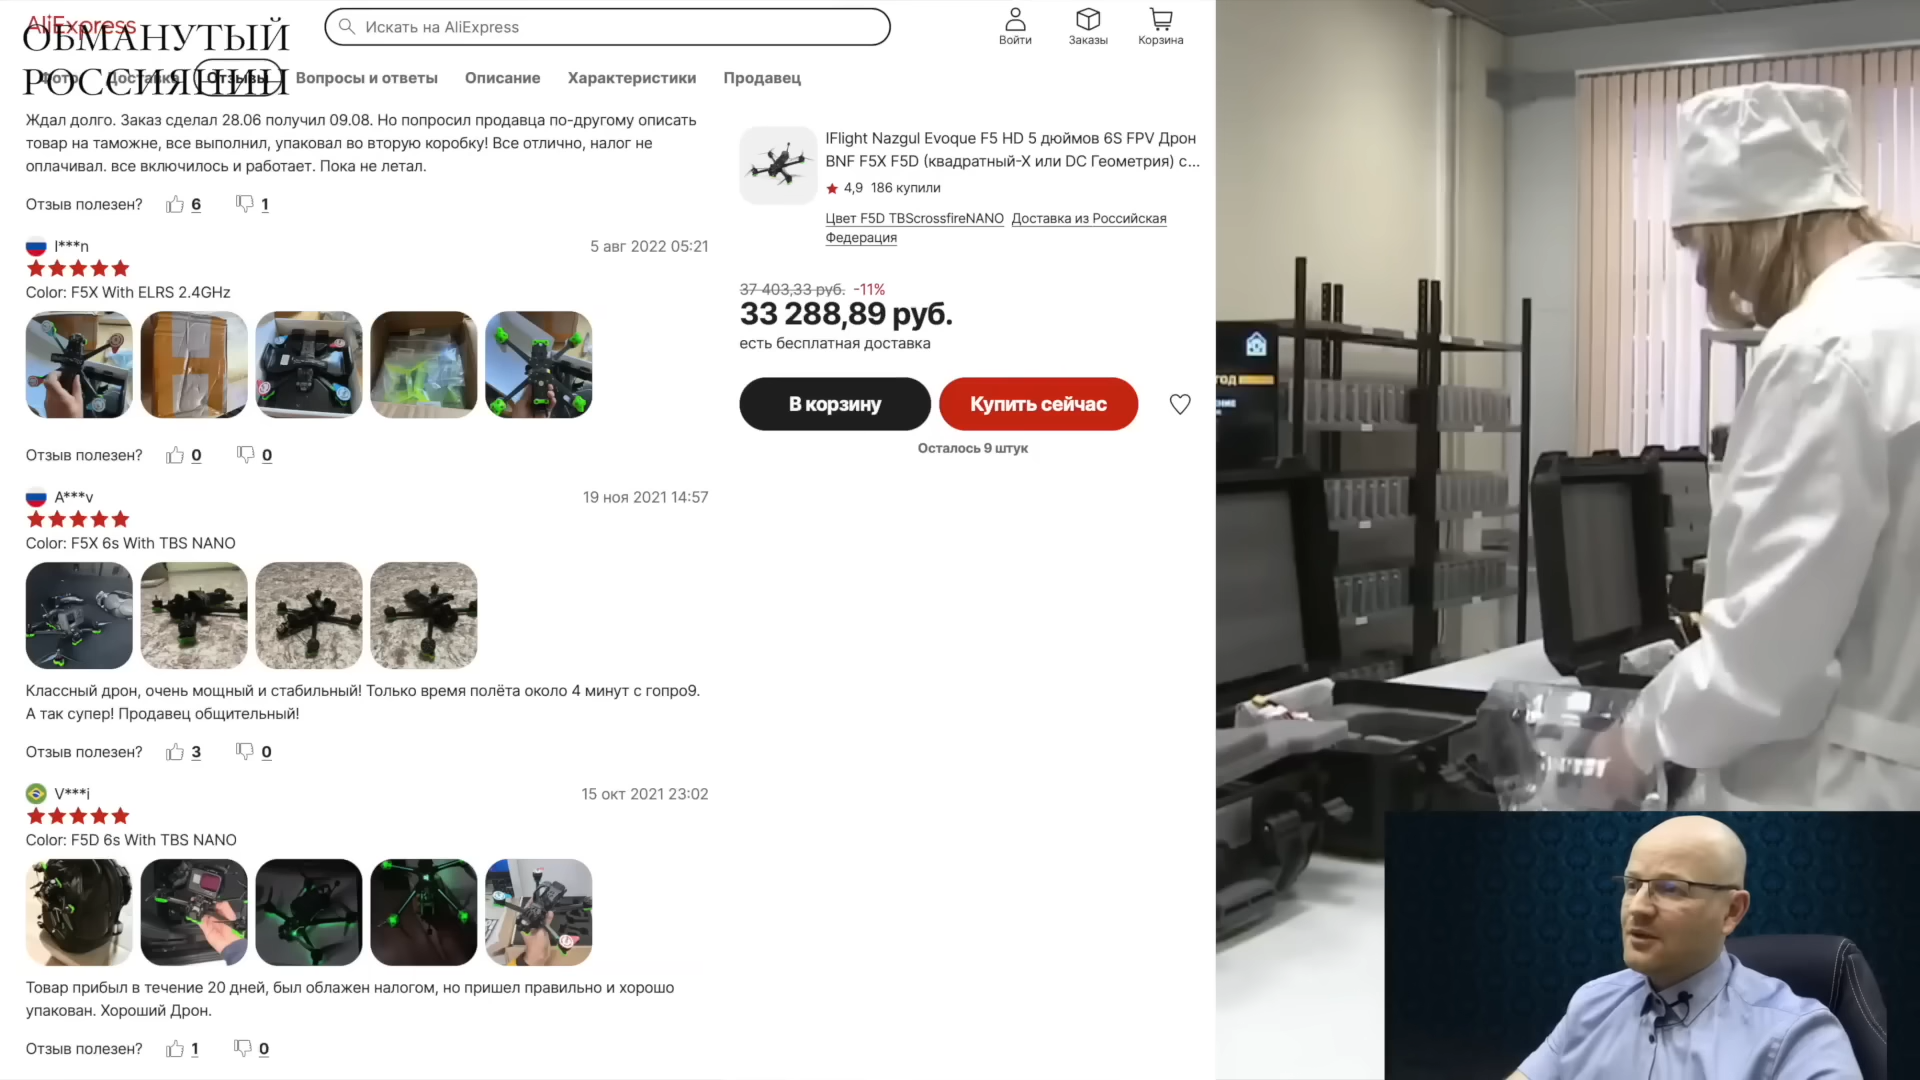 AliExpress
ОБМАНУТЫЙ
РОССИЯНИН
Искать на AliExpress
Войти
Заказы
Корзина
Фото
Доставка
Отзывы
Вопросы и ответы
Описание
Характеристики
Продавец
Ждал долго. Заказ сделал 28.06 получил 09.08. Но попросил продавца по-другому описать
товар на таможне, все выполнил, упаковал во вторую коробку! Все отлично, налог не
оплачивал. все включилось и работает. Пока не летал.
Отзыв полезен? 6 1
I***n 5 авг 2022 05:21
Color: F5X With ELRS 2.4GHz
Отзыв полезен? 0 0
A***v 19 ноя 2021 14:57
Color: F5X 6s With TBS NANO
Классный дрон, очень мощный и стабильный! Только время полёта около 4 минут с гопро9.
А так супер! Продавец общительный!
Отзыв полезен? 3 0
V***i 15 окт 2021 23:02
Color: F5D 6s With TBS NANO
Товар прибыл в течение 20 дней, был облажен налогом, но пришел правильно и хорошо
упакован. Хороший Дрон.
Отзыв полезен? 1 0
IFlight Nazgul Evoque F5 HD 5 дюймов 6S FPV Дрон
BNF F5X F5D (квадратный-X или DC Геометрия) с...
4,9 186 купили
Цвет F5D TBScrossfireNANO Доставка из Российская
Федерация
37 403,33 руб. -11%
33 288,89 руб.
есть бесплатная доставка
В корзину
Купить сейчас
Осталось 9 штук